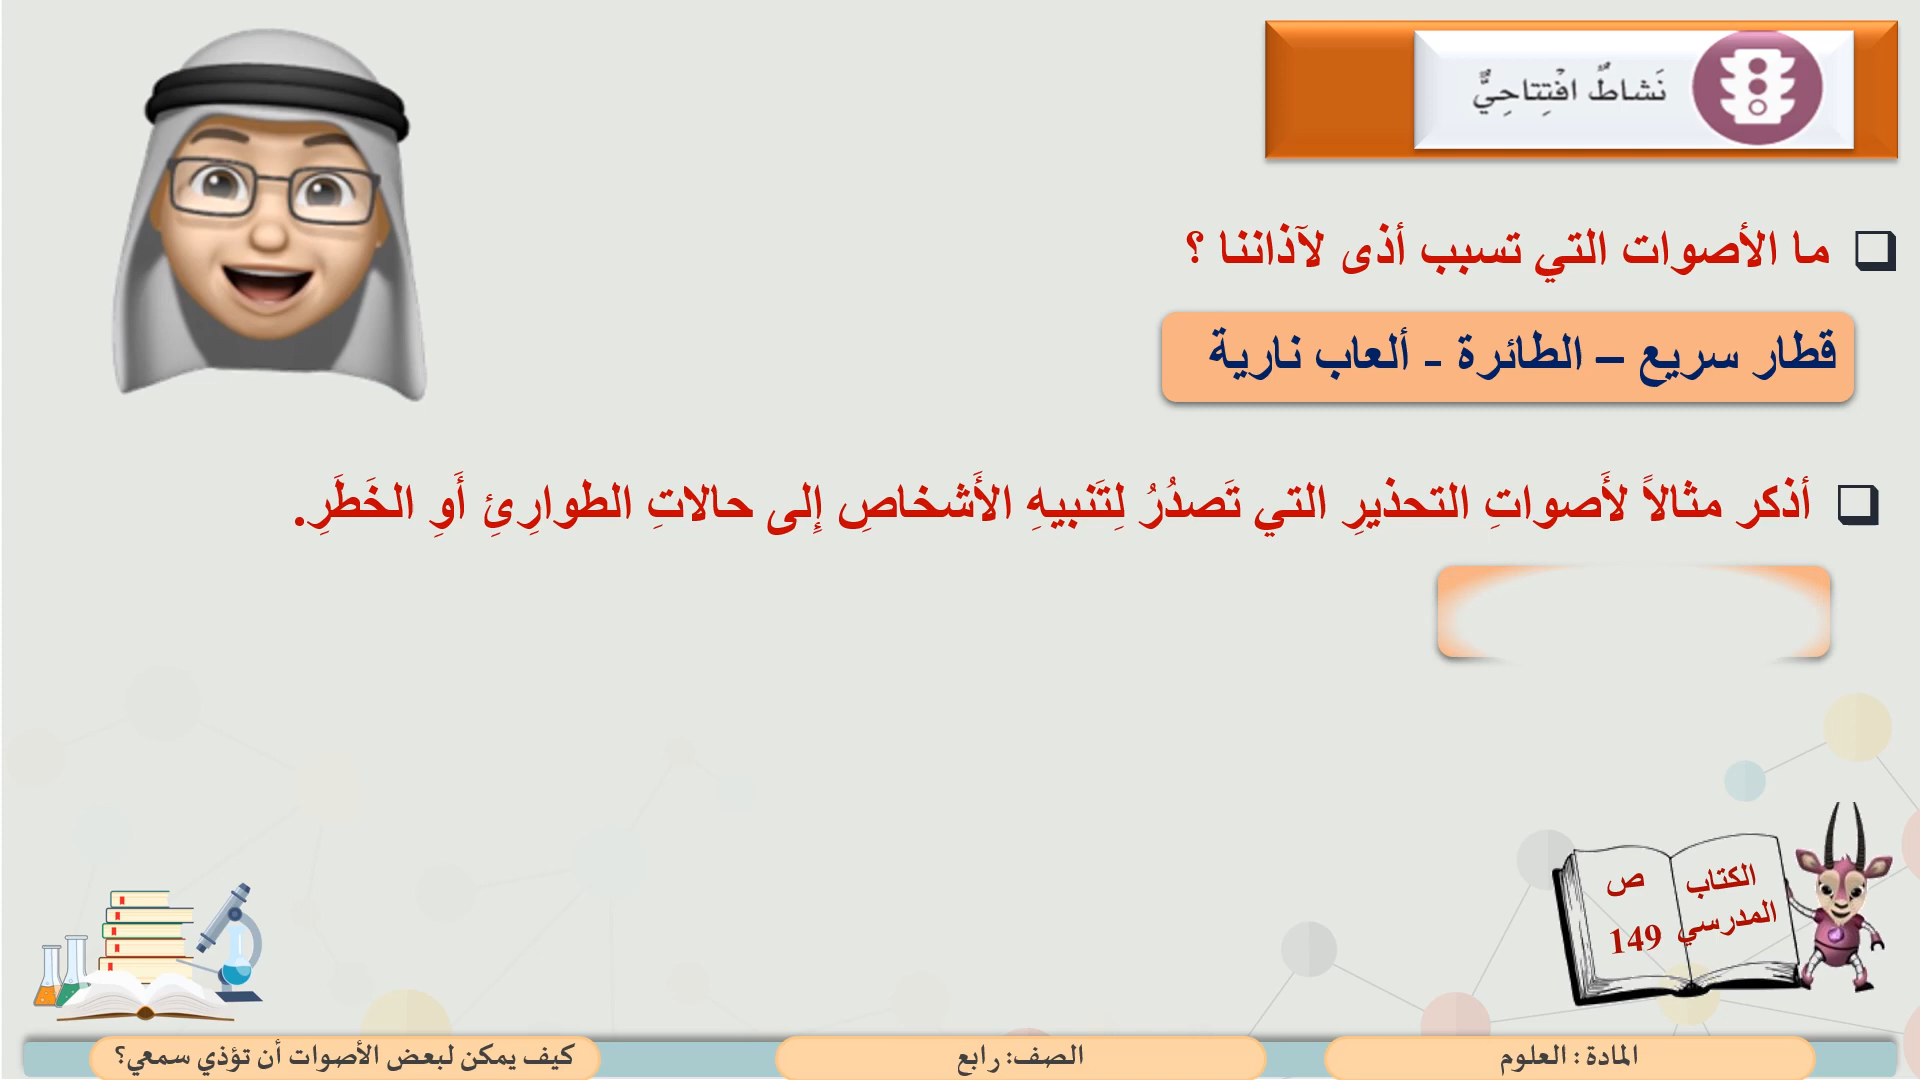 نَشاطٌ افْتِتاحِيٌّ
ما الأصوات التي تسبب أذى لآذاننا ؟
قطار سريع – الطائرة - ألعاب نارية
أذكر مثالاً لأَصواتِ التحذيرِ التي تَصدُرُ لِتَنبيهِ الأَشخاصِ إِلى حالاتِ الطوارِئِ أَوِ الخَطَرِ.
الكتاب
المدرسي
ص
149
المادة : العلوم
الصف: رابع
كيف يمكن لبعض الأصوات أن تؤذي سمعي؟